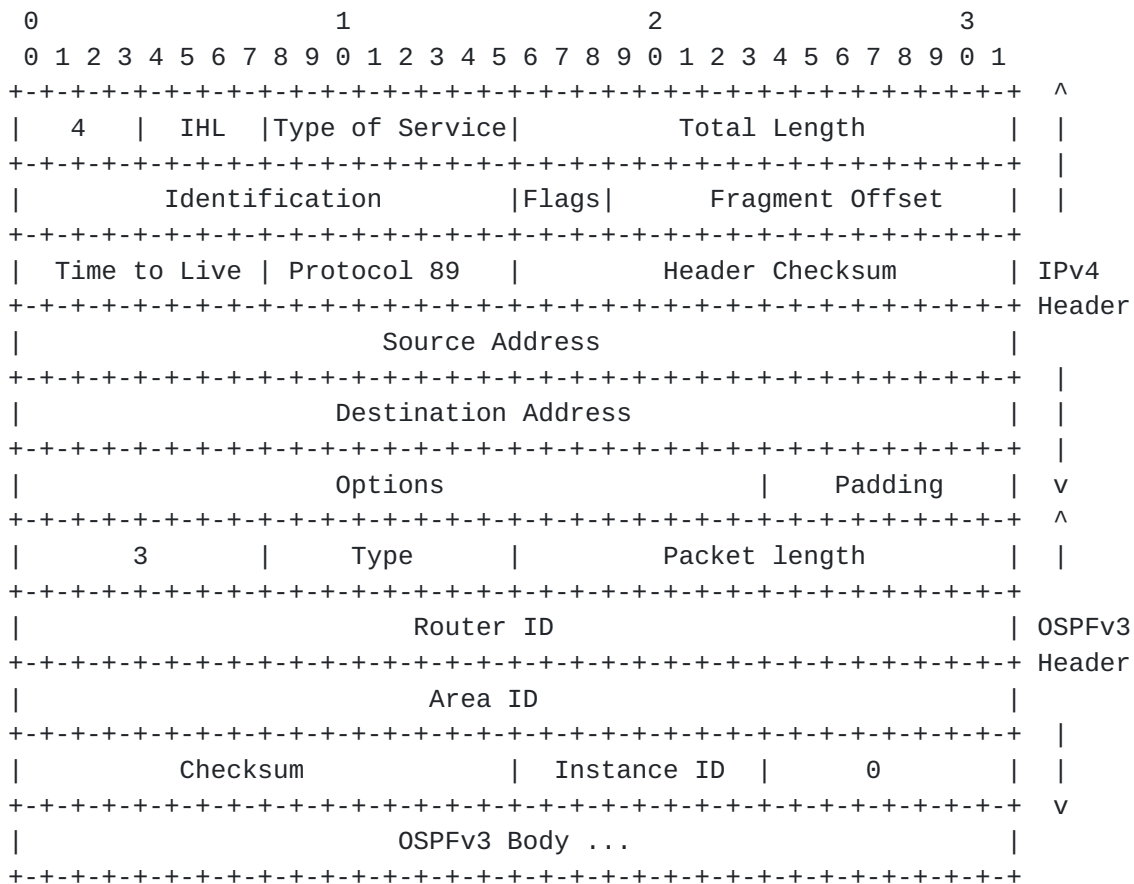 0                   1                   2                   3
 0 1 2 3 4 5 6 7 8 9 0 1 2 3 4 5 6 7 8 9 0 1 2 3 4 5 6 7 8 9 0 1
+-+-+-+-+-+-+-+-+-+-+-+-+-+-+-+-+-+-+-+-+-+-+-+-+-+-+-+-+-+-+-+-+  ^
|   4   |  IHL  |Type of Service|          Total Length         |  |
+-+-+-+-+-+-+-+-+-+-+-+-+-+-+-+-+-+-+-+-+-+-+-+-+-+-+-+-+-+-+-+-+  |
|         Identification        |Flags|      Fragment Offset    |  |
+-+-+-+-+-+-+-+-+-+-+-+-+-+-+-+-+-+-+-+-+-+-+-+-+-+-+-+-+-+-+-+-+
|  Time to Live | Protocol 89   |         Header Checksum       | IPv4
+-+-+-+-+-+-+-+-+-+-+-+-+-+-+-+-+-+-+-+-+-+-+-+-+-+-+-+-+-+-+-+-+ Header
|                       Source Address                          |
+-+-+-+-+-+-+-+-+-+-+-+-+-+-+-+-+-+-+-+-+-+-+-+-+-+-+-+-+-+-+-+-+  |
|                    Destination Address                        |  |
+-+-+-+-+-+-+-+-+-+-+-+-+-+-+-+-+-+-+-+-+-+-+-+-+-+-+-+-+-+-+-+-+  |
|                    Options                    |    Padding    |  v
+-+-+-+-+-+-+-+-+-+-+-+-+-+-+-+-+-+-+-+-+-+-+-+-+-+-+-+-+-+-+-+-+  ^
|       3       |     Type      |         Packet length         |  |
+-+-+-+-+-+-+-+-+-+-+-+-+-+-+-+-+-+-+-+-+-+-+-+-+-+-+-+-+-+-+-+-+
|                         Router ID                             | OSPFv3
+-+-+-+-+-+-+-+-+-+-+-+-+-+-+-+-+-+-+-+-+-+-+-+-+-+-+-+-+-+-+-+-+ Header
|                          Area ID                              |
+-+-+-+-+-+-+-+-+-+-+-+-+-+-+-+-+-+-+-+-+-+-+-+-+-+-+-+-+-+-+-+-+  |
|          Checksum             |  Instance ID  |      0        |  |
+-+-+-+-+-+-+-+-+-+-+-+-+-+-+-+-+-+-+-+-+-+-+-+-+-+-+-+-+-+-+-+-+  v
|                        OSPFv3 Body ...                        |
+-+-+-+-+-+-+-+-+-+-+-+-+-+-+-+-+-+-+-+-+-+-+-+-+-+-+-+-+-+-+-+-+